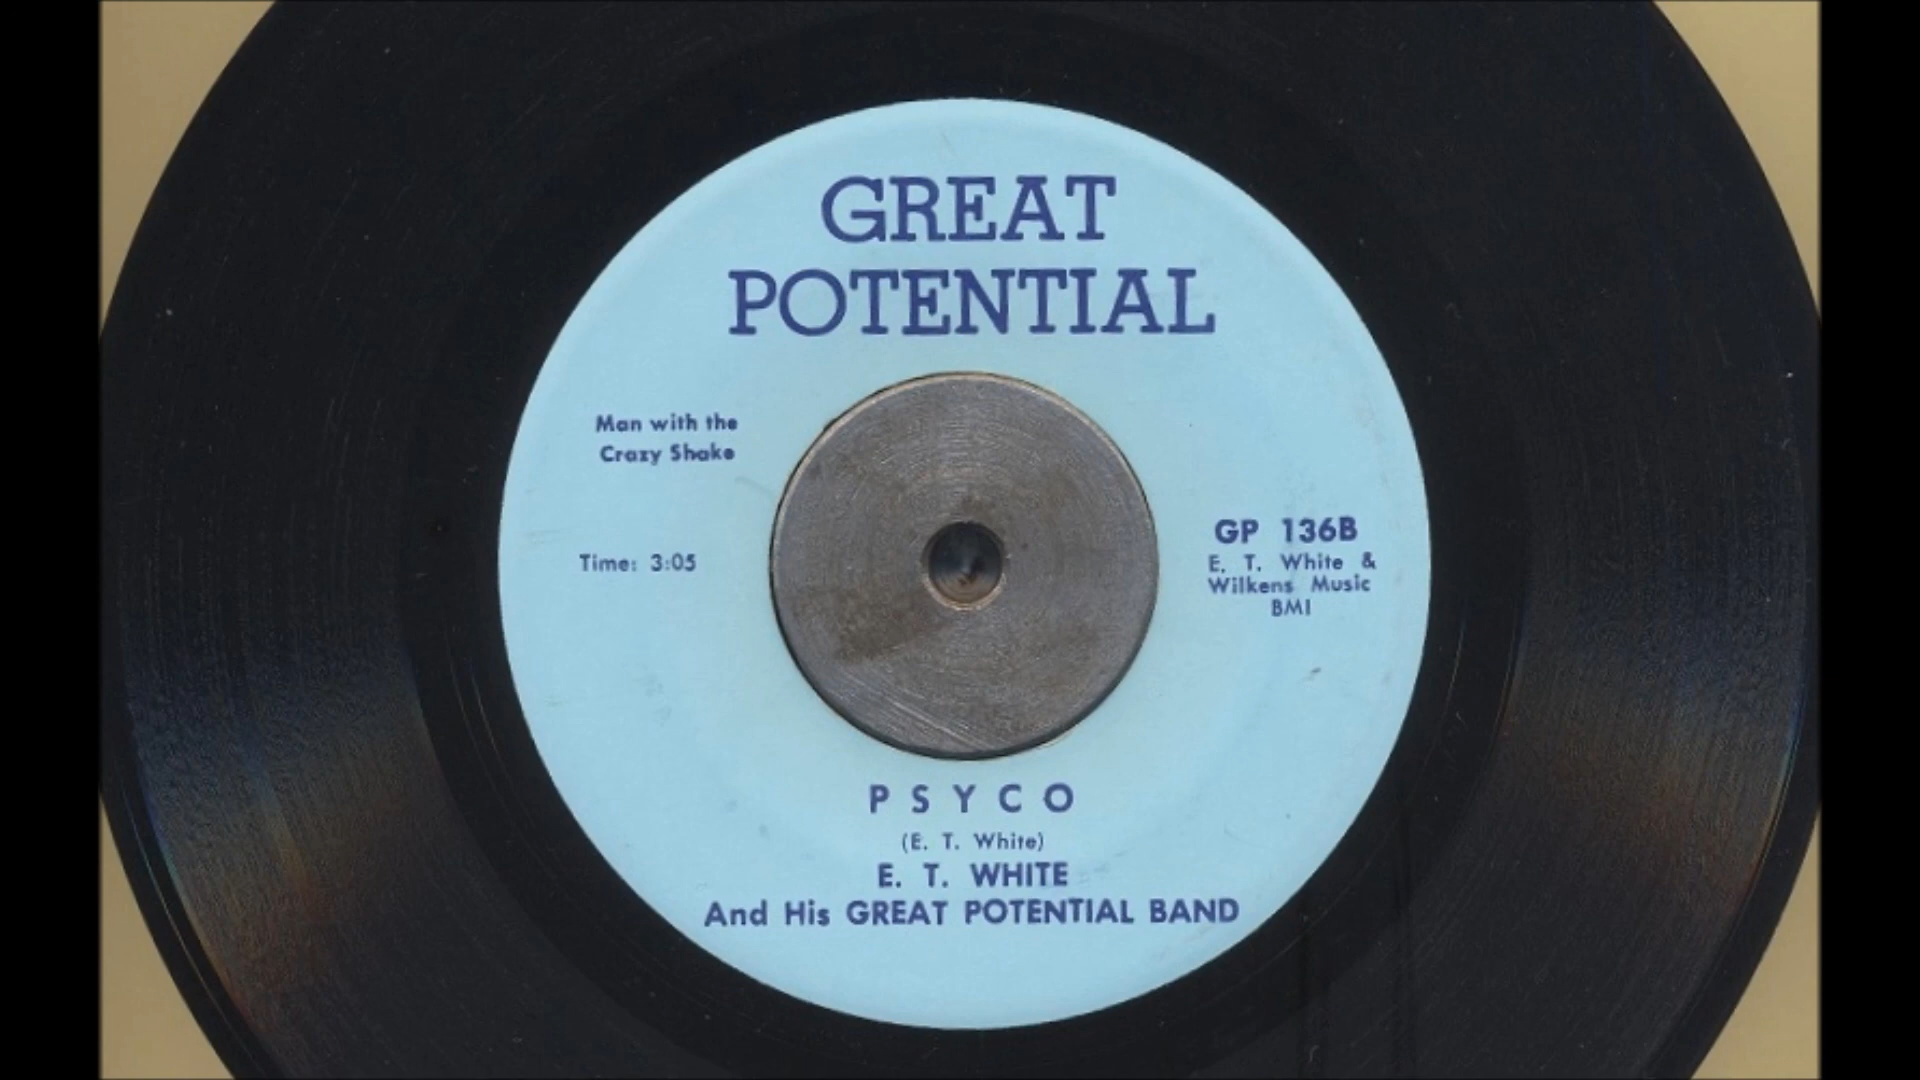 GREAT
POTENTIAL
Man with the
Crazy Shake
Time: 3:05
GP 136B
E. T. White &
Wilkens Music
BMI
PSYCO
(E. T. White)
E. T. WHITE
And His GREAT POTENTIAL BAND